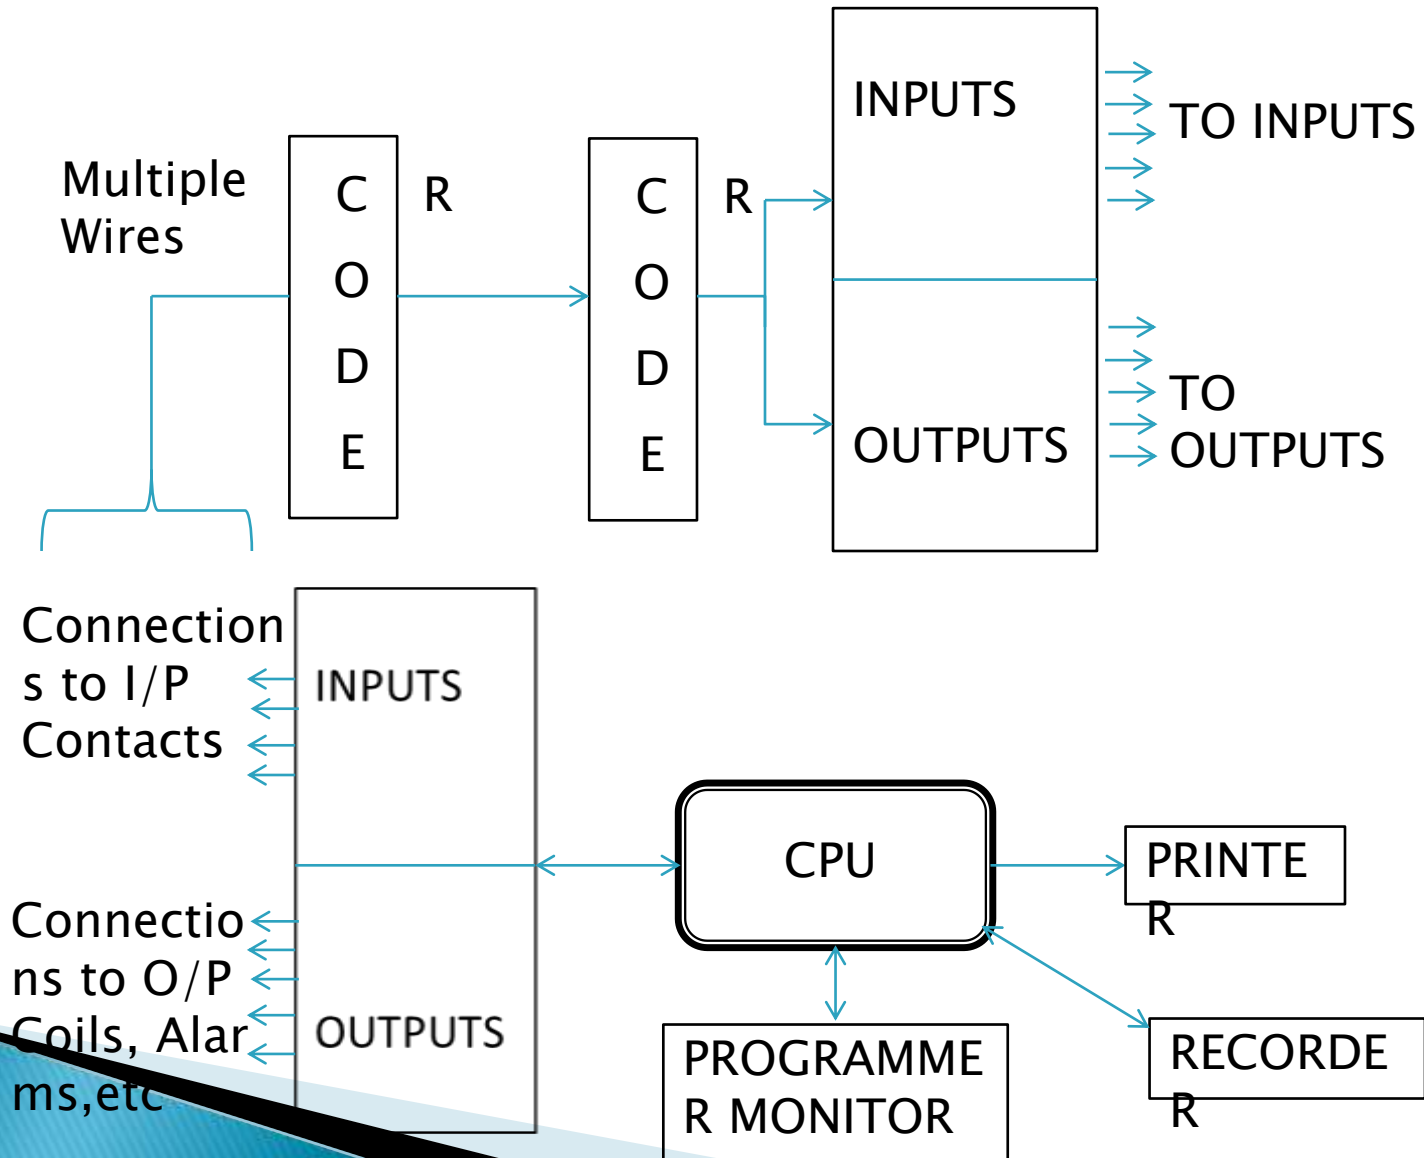 Multiple
Wires
C
O
D
E
R
C
O
D
E
R
INPUTS
OUTPUTS
TO INPUTS
TO
OUTPUTS
Connection
s to I/P
Contacts
INPUTS
OUTPUTS
Connectio
ns to O/P
Coils, Alar
ms,etc
CPU
PRINTE
R
PROGRAMME
R MONITOR
RECORDE
R